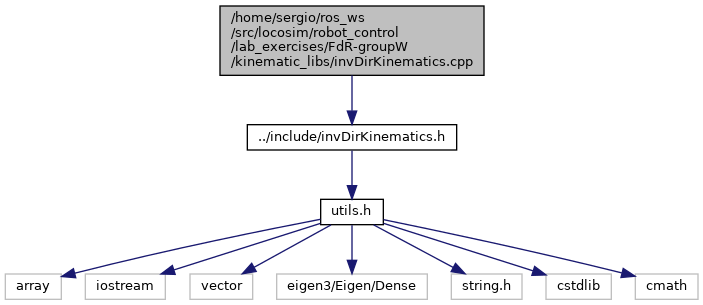 /home/sergio/ros_ws
/src/locosim/robot_control
/lab_exercises/FdR-groupW
/kinematic_libs/invDirKinematics.cpp
../include/invDirKinematics.h
utils.h
array
iostream
vector
eigen3/Eigen/Dense
string.h
cstdlib
cmath